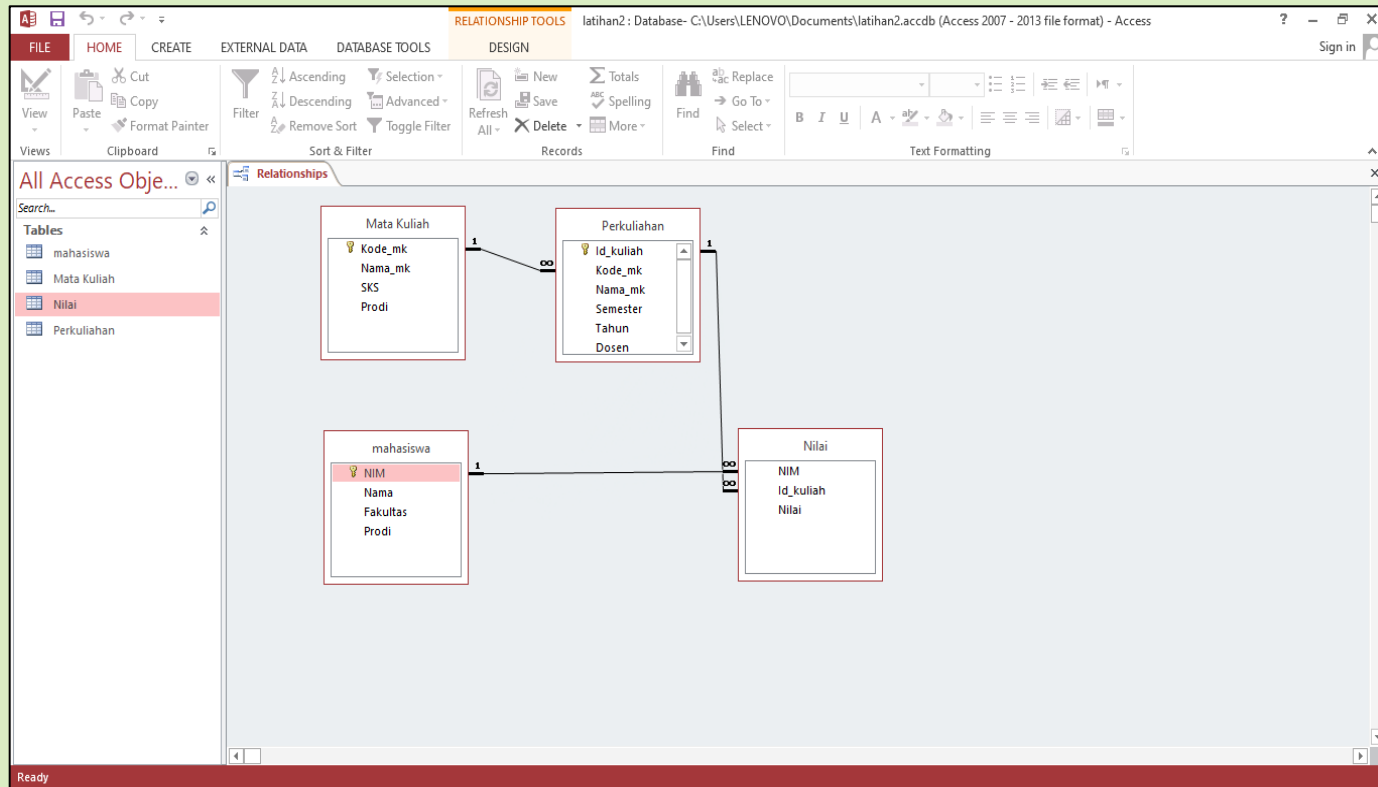 RELATIONSHIP TOOLS latihan2 : Database- C:\Users\LENOVO\Documents\latihan2.accdb (Access 2007 - 2013 file format) - Access ?
FILE HOME CREATE EXTERNAL DATA DATABASE TOOLS DESIGN Sign in
View
Views
Paste
Cut
Copy
Format Painter
Clipboard
Filter
Ascending
Descending
Remove Sort
Selection
Advanced
Toggle Filter
Sort & Filter
Refresh
All
New
Save
Delete
Totals
Spelling
More
Records
Find
Replace
Go To
Select
Find
B I U A
Text Formatting
All Access Obje...
Search...
Tables
mahasiswa
Mata Kuliah
Nilai
Perkuliahan
Relationships
Mata Kuliah
Kode_mk
Nama_mk
SKS
Prodi
1
∞
Perkuliahan
Id_kuliah
Kode_mk
Nama_mk
Semester
Tahun
Dosen
1
mahasiswa
NIM
Nama
Fakultas
Prodi
1
∞
∞
Nilai
NIM
Id_kuliah
Nilai
Ready